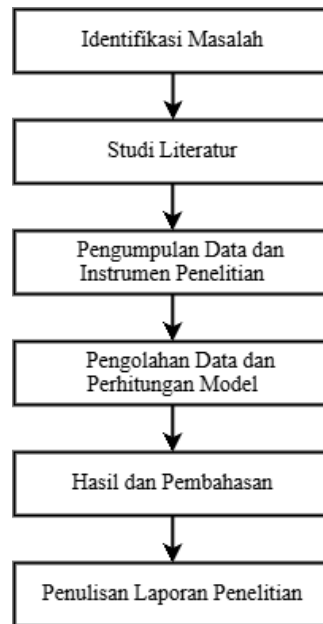 Identifikasi Masalah
Studi Literatur
Pengumpulan Data dan
Instrumen Penelitian
Pengolahan Data dan
Perhitungan Model
Hasil dan Pembahasan
Penulisan Laporan Penelitian